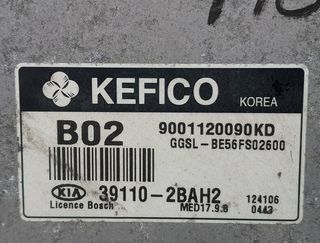 KEFICO KOREA
B02 9001120090KD
GGSL-BE56FS02600
KIA 39110-2BAH2 124106
Licence Bosch MED17.9.8 0443